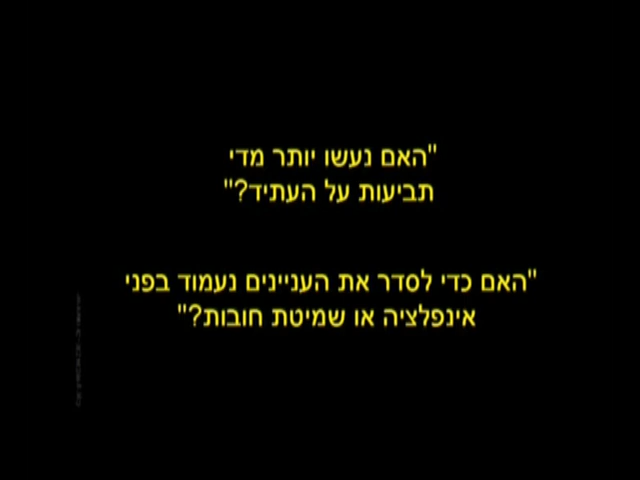 "האם נעשו יותר מדי
תביעות על העתיד?"
"האם כדי לסדר את העניינים נעמוד בפני
אינפלציה או שמיטת חובות?"